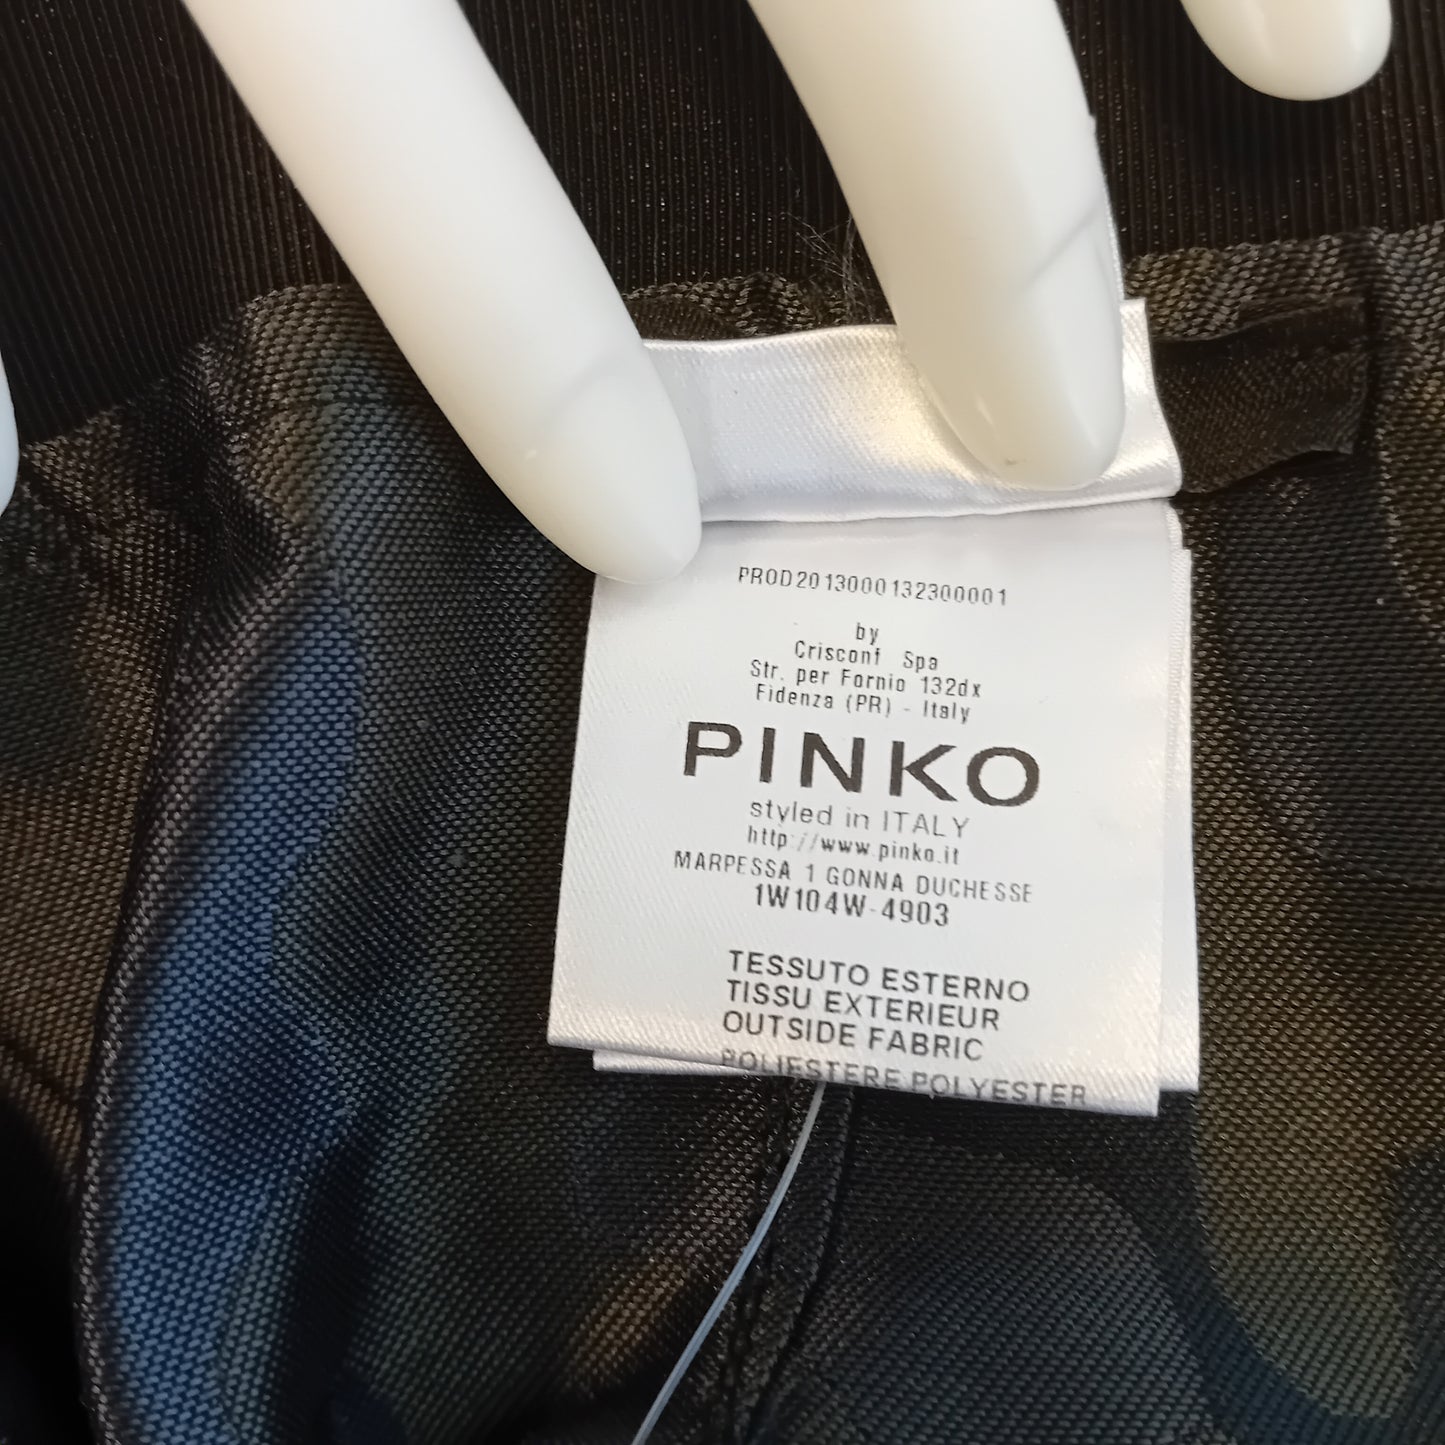 PROD2013000132300001
by
Crisconf Spa
Str. per Fornio 132dx
Fidenza (PR) - Italy
PINKO
styled in ITALY
http://www.pinko.it
MARPESSA 1 GONNA DUCHESSE
1W104W-4903
TESSUTO ESTERNO
TISSU EXTERIEUR
OUTSIDE FABRIC
POLIESTERE POLYESTER